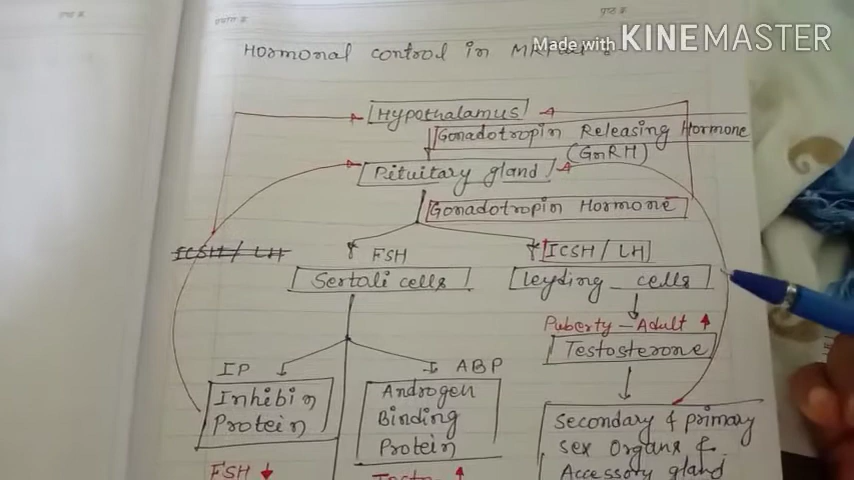 पृष्ठ क्र.
पृष्ठ क्र.
Hormonal control in
Made with KINEMASTER
Hypothalamus
Gonadotropin Releasing Hormone
(GnRH)
Pituitary gland
Gonadotropin Hormone
ICSH / LH
FSH
ICSH / LH
Sertali cells
leyding cells
Puberty - Adult
Testosterone
IP
ABP
Inhibin
Protein
Androgen
Binding
Protein
Secondary & primary
sex organs &
Accessory gland
FSH